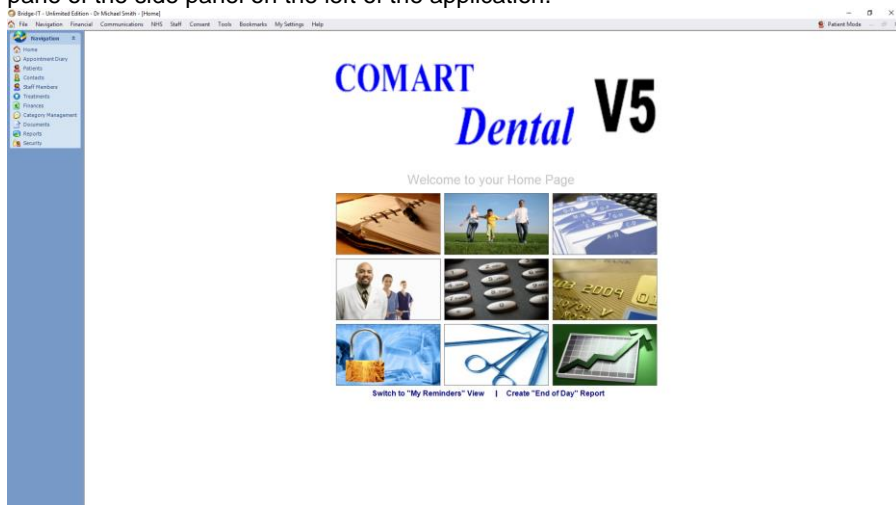 pane of the side panel on the left of the application.
Bridge-IT - Unlimited Edition - Dr Michael Smith - [Home]
File Navigation Financial Communications NHS Staff Consent Tools Bookmarks My Settings Help Patient Mode
Navigation
Home
Appointment Diary
Patients
Contacts
Staff Members
Treatments
Finances
Category Management
Documents
Reports
Security
COMART
Dental V5
Welcome to your Home Page
2009
Switch to "My Reminders" View | Create "End of Day" Report